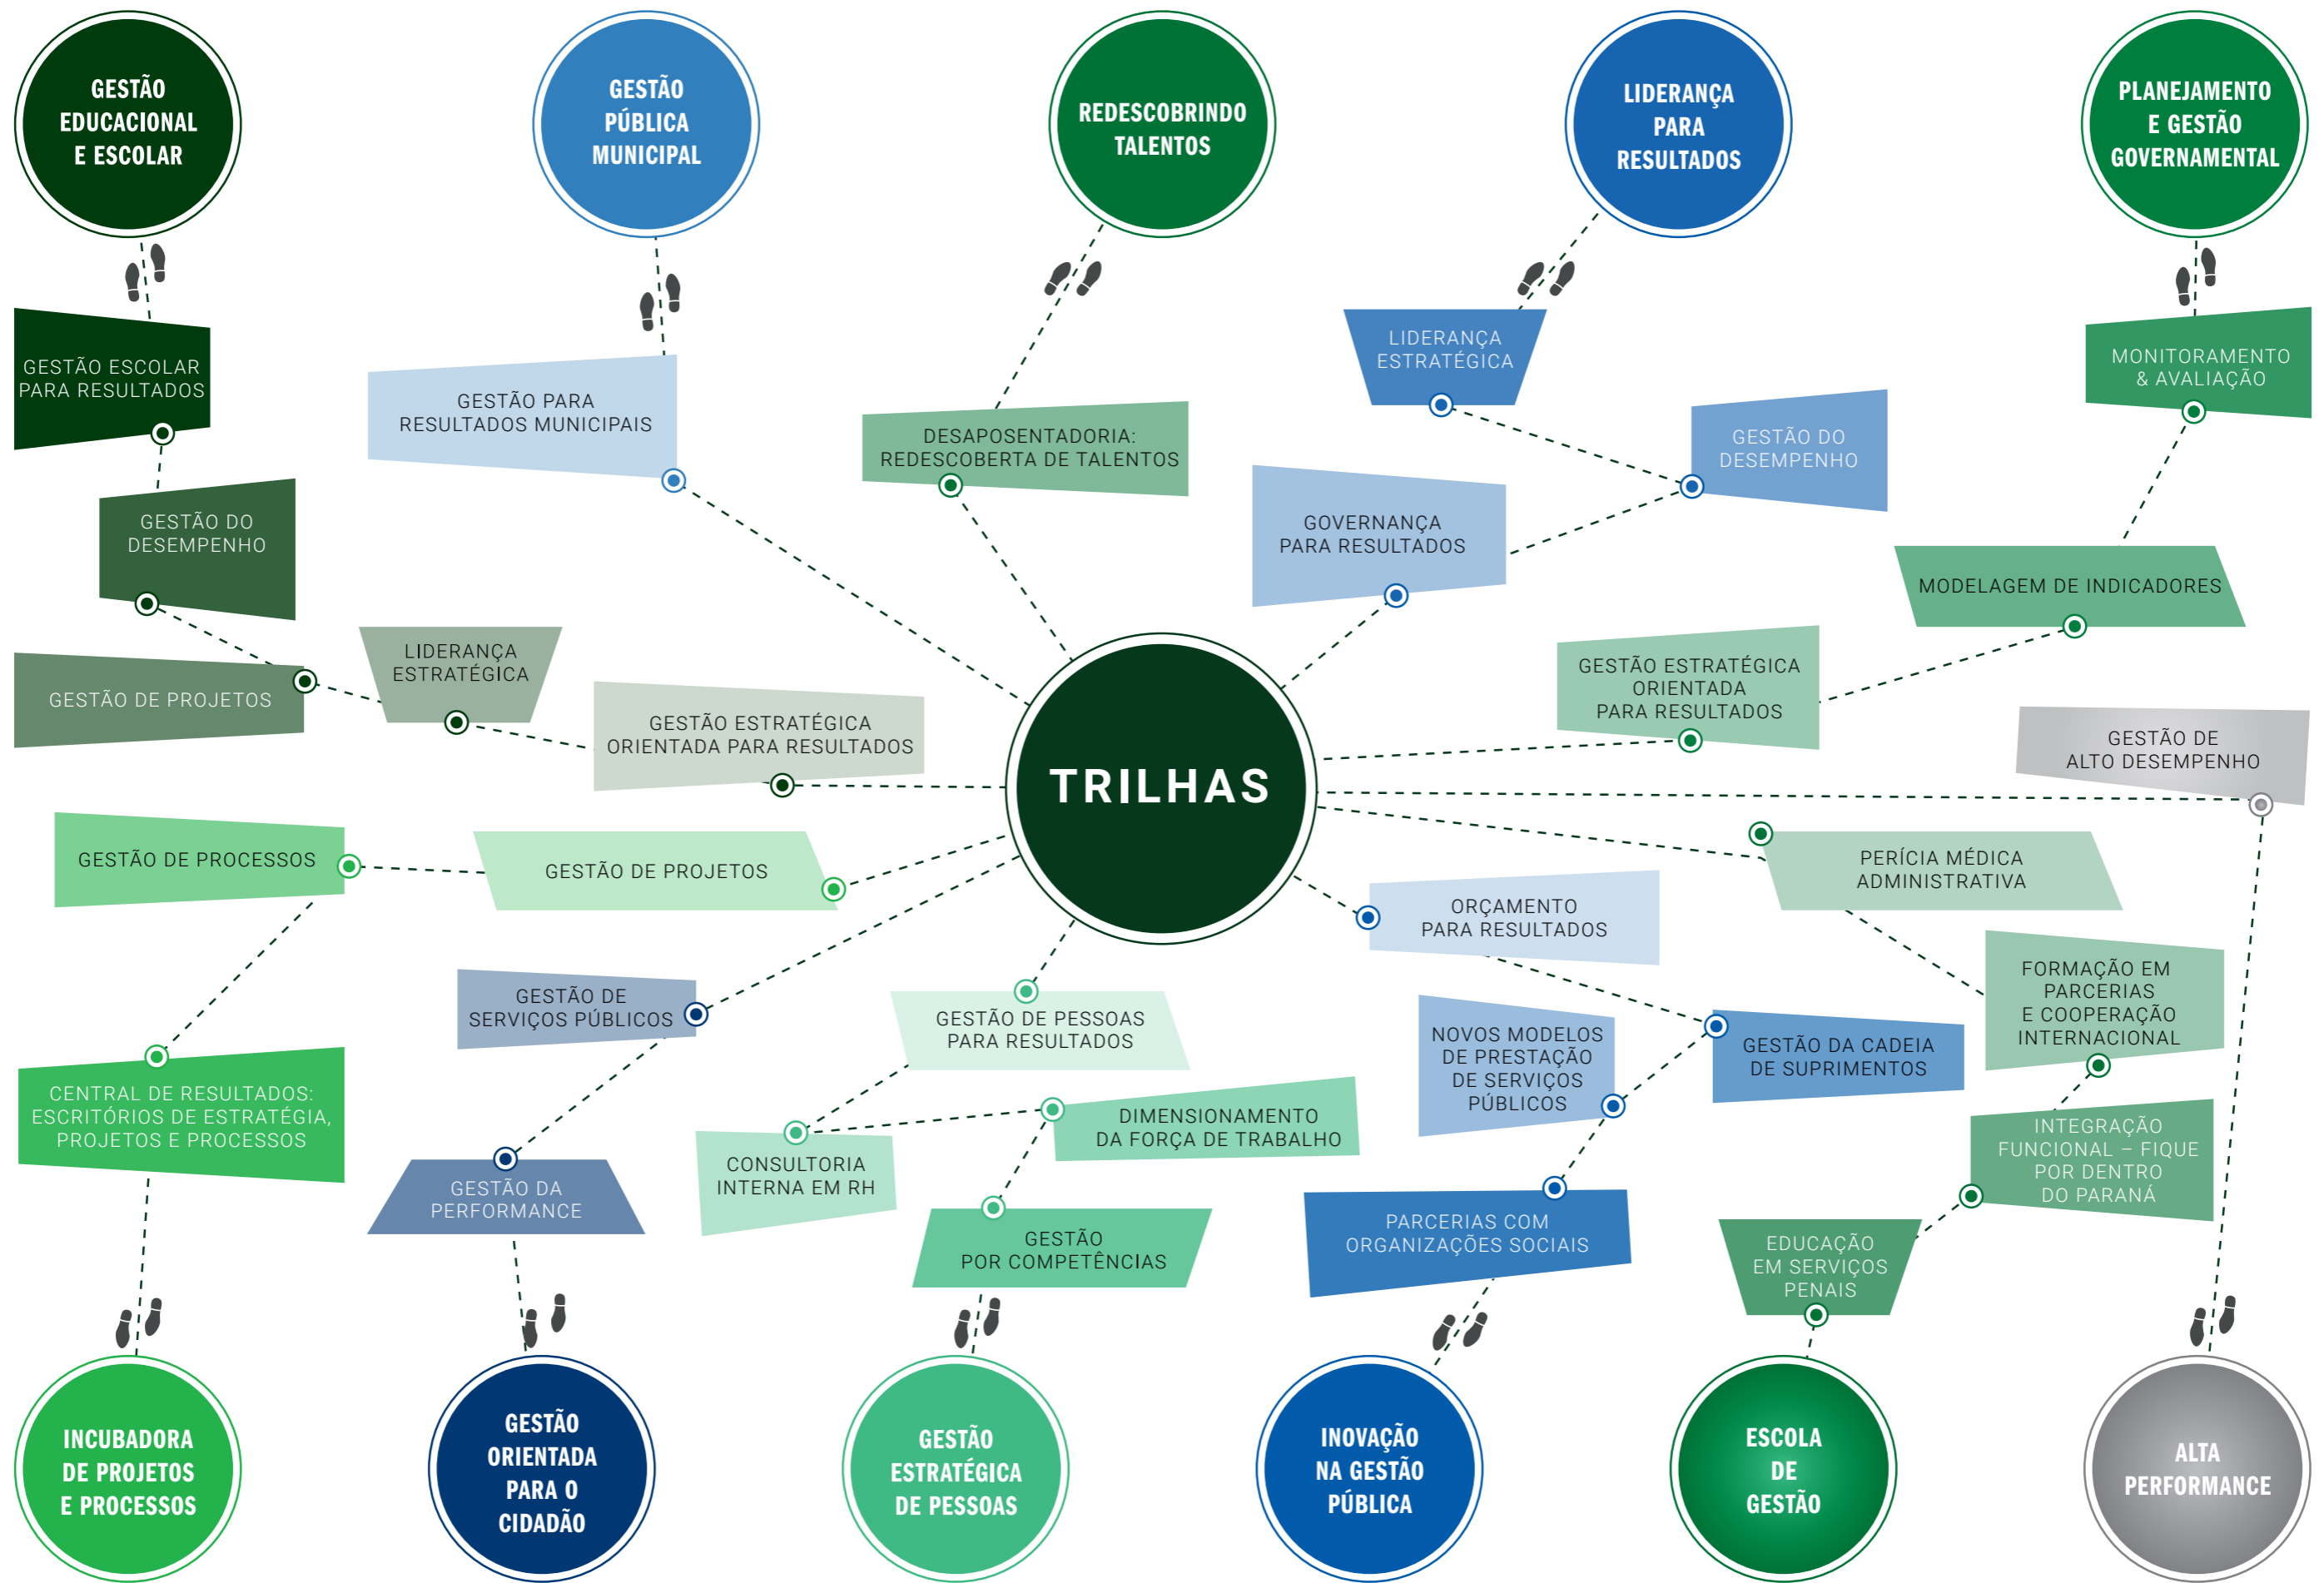 GESTÃO
EDUCACIONAL
E ESCOLAR
GESTÃO
PÚBLICA
MUNICIPAL
REDESCOBRINDO
TALENTOS
LIDERANÇA
PARA
RESULTADOS
PLANEJAMENTO
E GESTÃO
GOVERNAMENTAL
GESTÃO ESCOLAR
PARA RESULTADOS
GESTÃO PARA
RESULTADOS MUNICIPAIS
DESAPOSENTADORIA:
REDESCOBERTA DE TALENTOS
LIDERANÇA
ESTRATÉGICA
GESTÃO DO
DESEMPENHO
MONITORAMENTO
& AVALIAÇÃO
GESTÃO DO
DESEMPENHO
GOVERNANÇA
PARA RESULTADOS
MODELAGEM DE INDICADORES
GESTÃO DE PROJETOS
LIDERANÇA
ESTRATÉGICA
GESTÃO ESTRATÉGICA
ORIENTADA PARA RESULTADOS
GESTÃO ESTRATÉGICA
ORIENTADA
PARA RESULTADOS
GESTÃO DE
ALTO DESEMPENHO
TRILHAS
GESTÃO DE PROCESSOS
GESTÃO DE PROJETOS
PERÍCIA MÉDICA
ADMINISTRATIVA
ORÇAMENTO
PARA RESULTADOS
GESTÃO DE
SERVIÇOS PÚBLICOS
GESTÃO DE PESSOAS
PARA RESULTADOS
NOVOS MODELOS
DE PRESTAÇÃO
DE SERVIÇOS
PÚBLICOS
GESTÃO DA CADEIA
DE SUPRIMENTOS
FORMAÇÃO EM
PARCERIAS
E COOPERAÇÃO
INTERNACIONAL
CENTRAL DE RESULTADOS:
ESCRITÓRIOS DE ESTRATÉGIA,
PROJETOS E PROCESSOS
DIMENSIONAMENTO
DA FORÇA DE TRABALHO
INTEGRAÇÃO
FUNCIONAL – FIQUE
POR DENTRO
DO PARANÁ
GESTÃO DA
PERFORMANCE
CONSULTORIA
INTERNA EM RH
GESTÃO
POR COMPETÊNCIAS
PARCERIAS COM
ORGANIZAÇÕES SOCIAIS
EDUCAÇÃO
EM SERVIÇOS
PENAIS
INCUBADORA
DE PROJETOS
E PROCESSOS
GESTÃO
ORIENTADA
PARA O
CIDADÃO
GESTÃO
ESTRATÉGICA
DE PESSOAS
INOVAÇÃO
NA GESTÃO
PÚBLICA
ESCOLA
DE
GESTÃO
ALTA
PERFORMANCE